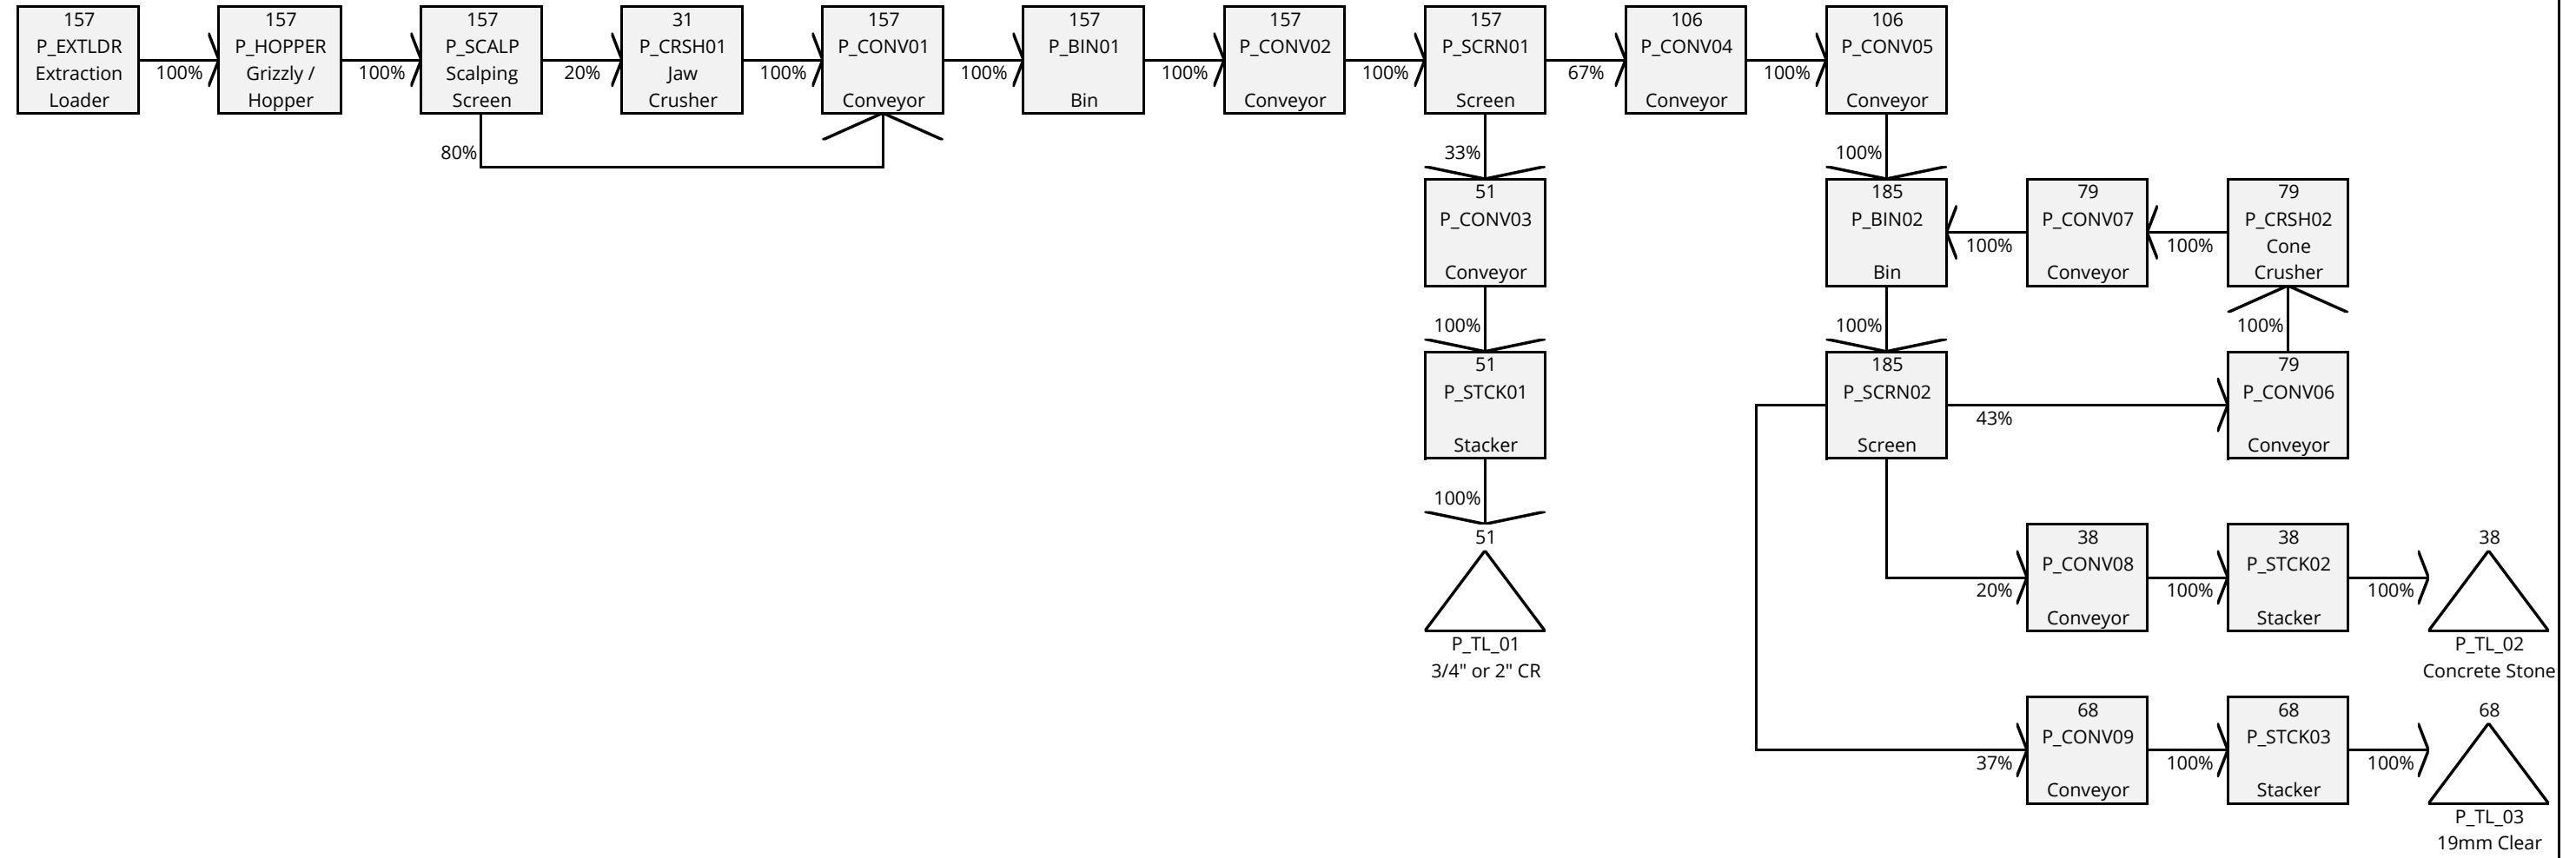 157
P_EXTLDR
Extraction
Loader
100%
157
P_HOPPER
Grizzly /
Hopper
100%
157
P_SCALP
Scalping
Screen
20%
31
P_CRSH01
Jaw
Crusher
100%
157
P_CONV01
Conveyor
100%
157
P_BIN01
Bin
100%
157
P_CONV02
Conveyor
100%
157
P_SCRN01
Screen
67%
106
P_CONV04
Conveyor
100%
106
P_CONV05
Conveyor
80%
33%
100%
51
P_CONV03
Conveyor
185
P_BIN02
Bin
100%
79
P_CONV07
Conveyor
100%
79
P_CRSH02
Cone
Crusher
100%
100%
100%
51
P_STCK01
Stacker
185
P_SCRN02
Screen
43%
79
P_CONV06
Conveyor
100%
51
P_TL_01
3/4" or 2" CR
20%
38
P_CONV08
Conveyor
100%
38
P_STCK02
Stacker
100%
38
P_TL_02
Concrete Stone
37%
68
P_CONV09
Conveyor
100%
68
P_STCK03
Stacker
100%
68
P_TL_03
19mm Clear